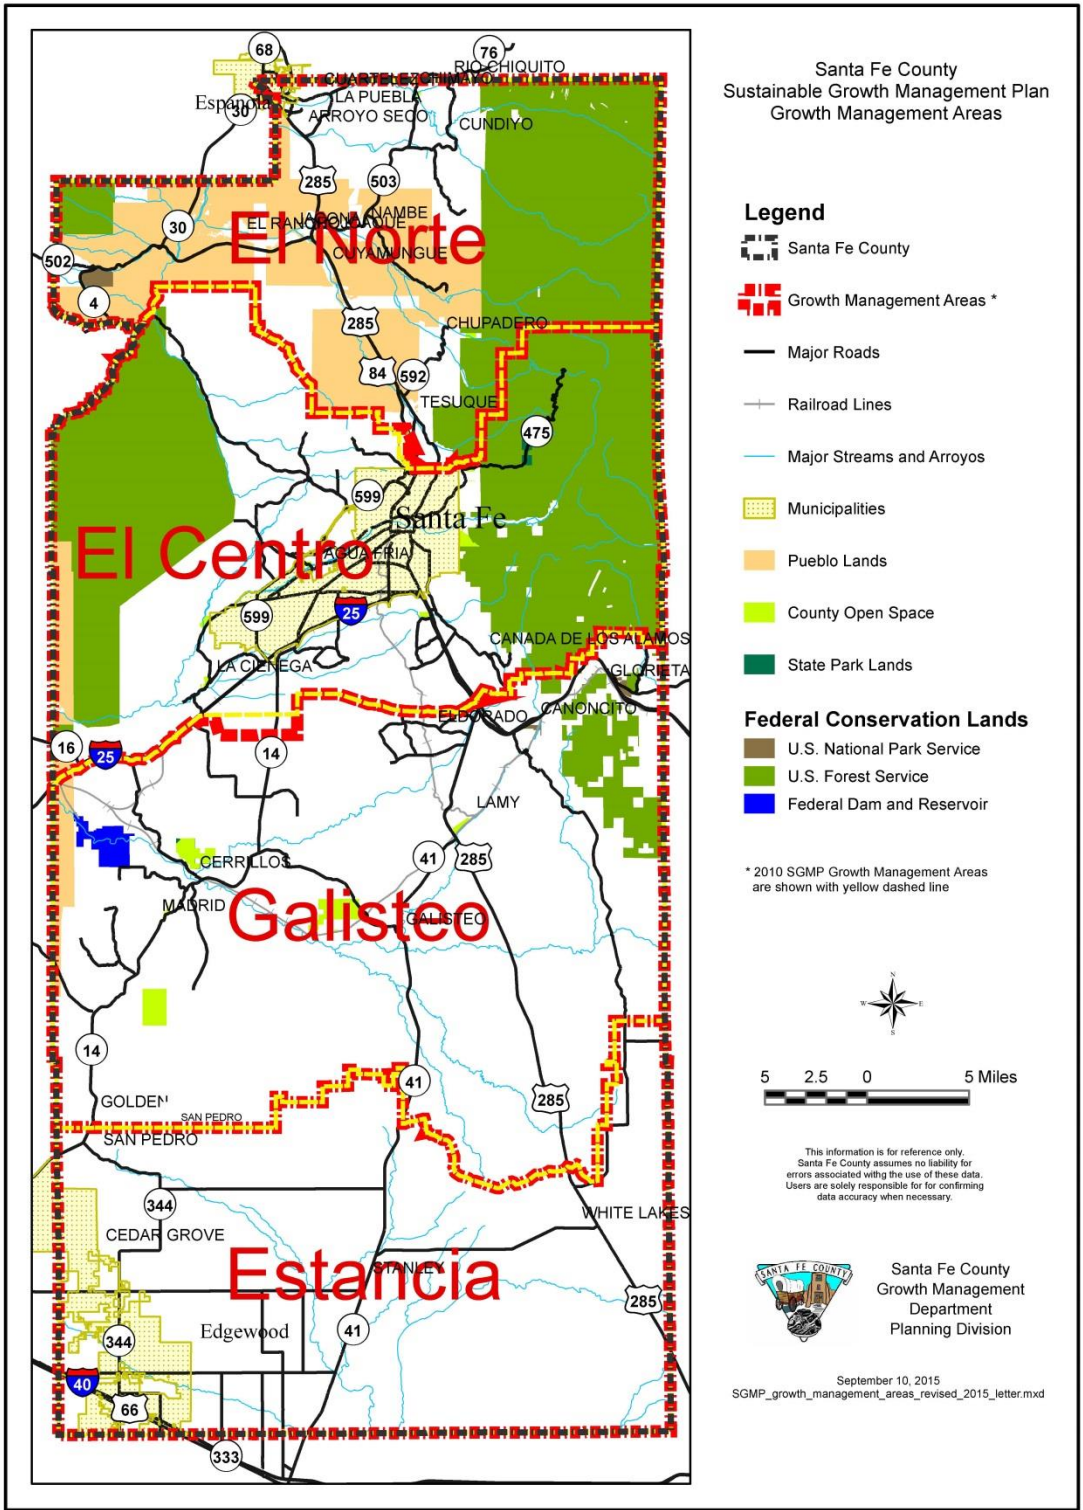 Santa Fe County
Sustainable Growth Management Plan
Growth Management Areas
68
76
RIO CHIQUITO
CUARTELEZ
CHIMAYO
LA PUEBLA
Espanola
30
ARROYO SECO
CUNDIYO
285
503
NAMBE
JACONA
EL RANCHO
POJOAQUE
30
El Norte
CUYAMUNGUE
502
4
285
CHUPADERO
84
592
TESUQUE
475
599
Santa Fe
El Centro
AGUA FRIA
599
25
CANADA DE LOS ALAMOS
LA CIENEGA
GLORIETA
CANONCITO
ELDORADO
16
25
14
LAMY
41
285
CERRILLOS
MADRID
Galisteo
GALISTEO
14
41
285
GOLDEN
SAN PEDRO
SAN PEDRO
344
WHITE LAKES
CEDAR GROVE
STANLEY
Estancia
285
Edgewood
41
344
40
66
333
Legend
Santa Fe County
Growth Management Areas *
Major Roads
Railroad Lines
Major Streams and Arroyos
Municipalities
Pueblo Lands
County Open Space
State Park Lands
Federal Conservation Lands
U.S. National Park Service
U.S. Forest Service
Federal Dam and Reservoir
* 2010 SGMP Growth Management Areas
are shown with yellow dashed line
N
W E
S
5 2.5 0 5 Miles
This information is for reference only.
Santa Fe County assumes no liability for
errors associated withg the use of these data.
Users are solely responsible for for confirming
data accuracy when necessary.
SANTA FE COUNTY
Santa Fe County
Growth Management
Department
Planning Division
September 10, 2015
SGMP_growth_management_areas_revised_2015_letter.mxd